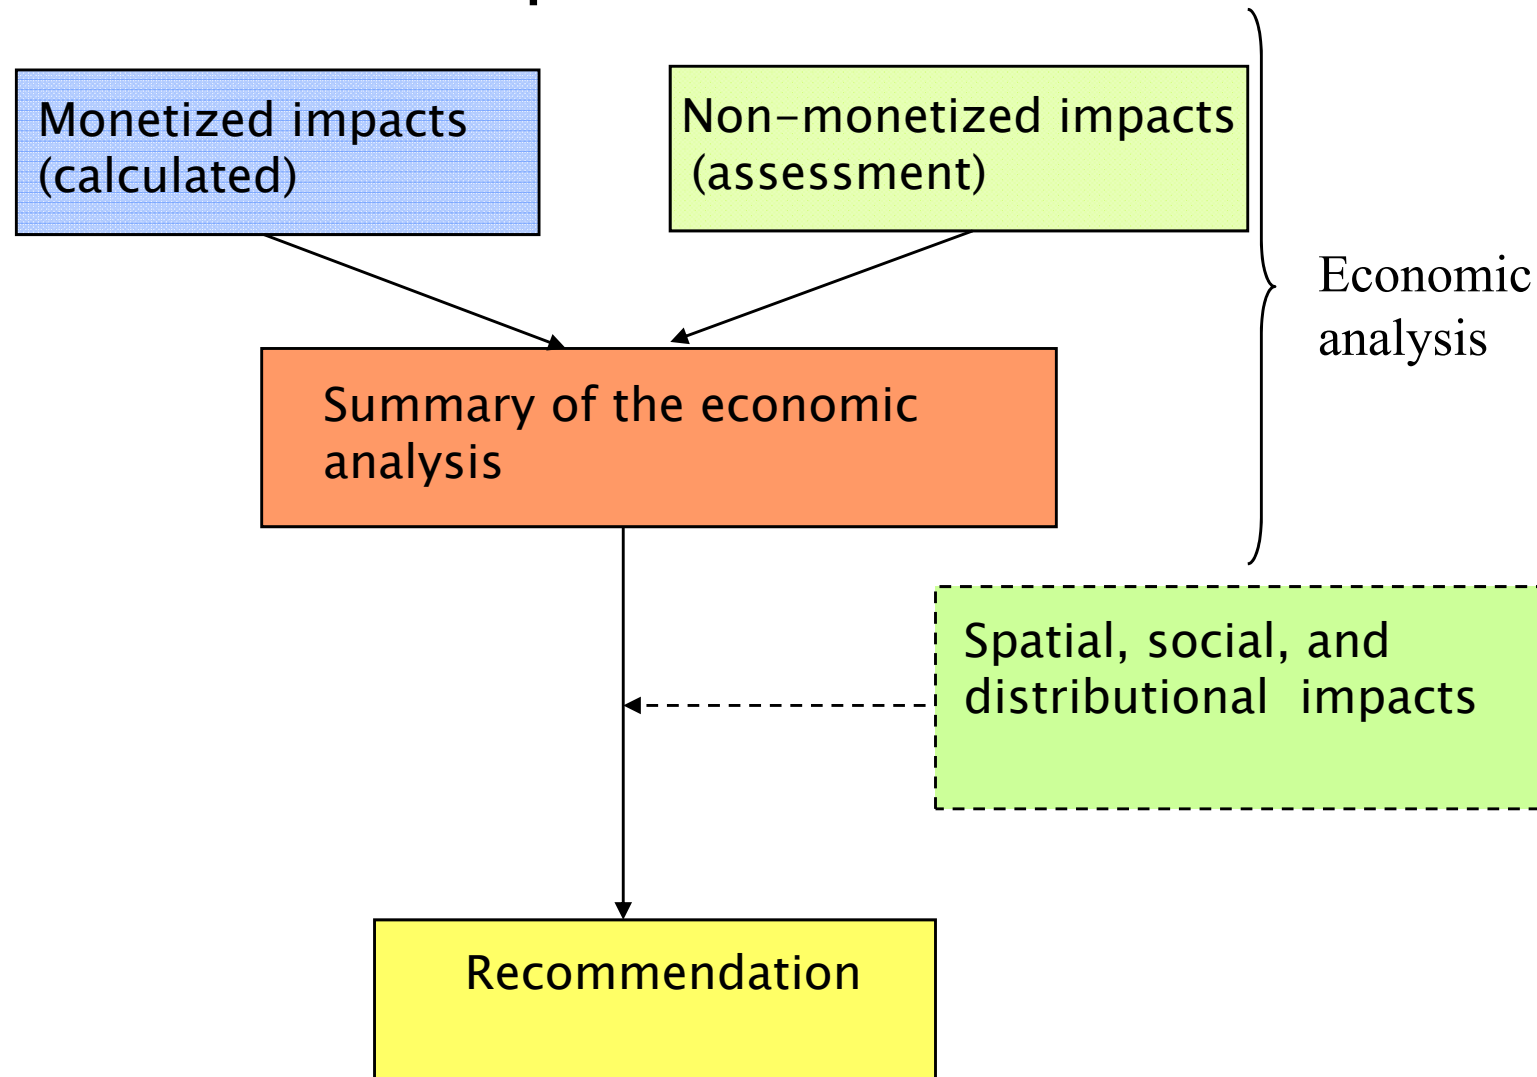 Monetized impacts
(calculated)
Non-monetized impacts
(assessment)
Economic
analysis
Summary of the economic
analysis
Spatial, social, and
distributional impacts
Recommendation